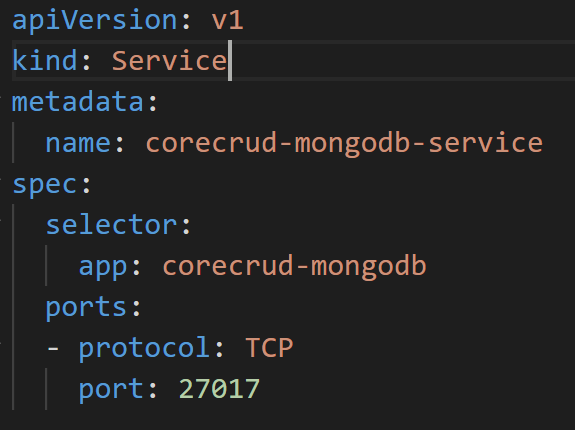 apiVersion: v1
kind: Service
metadata:
  name: corecrud-mongodb-service
spec:
  selector:
    app: corecrud-mongodb
  ports:
  - protocol: TCP
    port: 27017